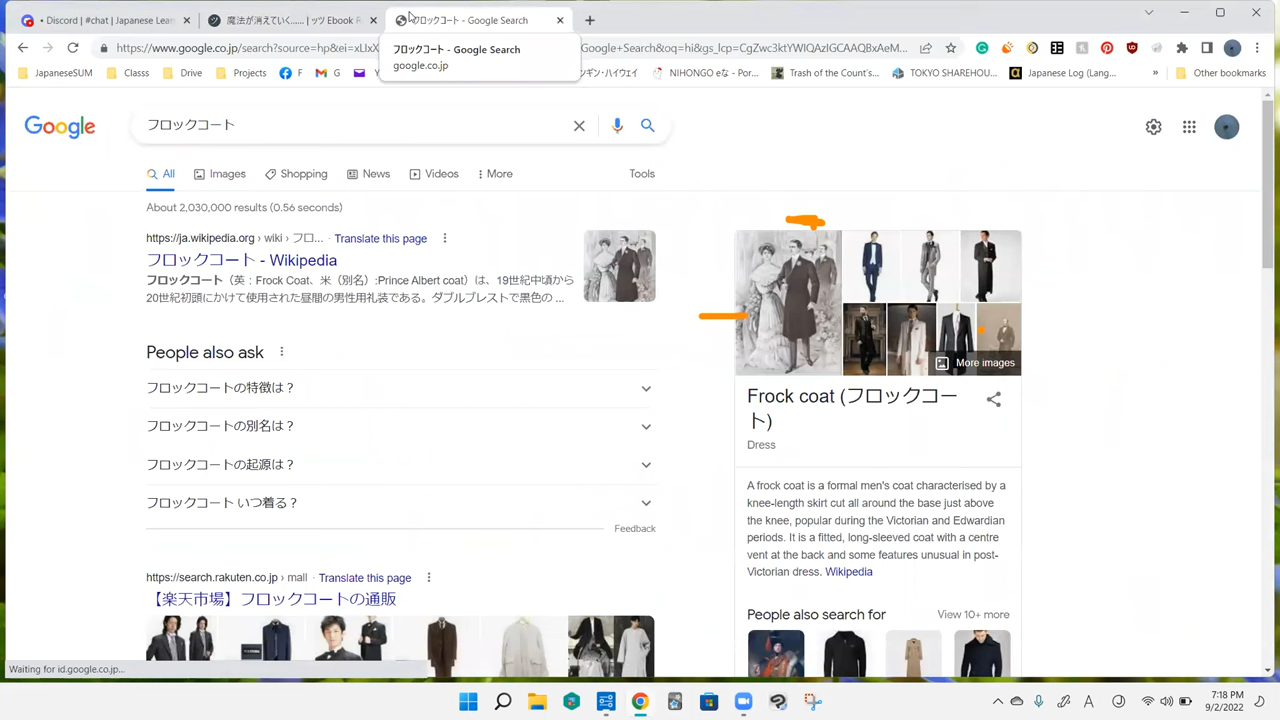 • Discord | #chat | Japanese Lear
魔法が消えていく...... | ッツ Ebook R
フロックコート - Google Search
https://www.google.co.jp/search?source=hp&ei=xIJx
Google+Search&oq=hi&gs_lcp=CgZwc3ktYWlQAzIGCAAQBxAeM...
フロックコート - Google Search
google.co.jp
JapaneseSUM
Classs
Drive
Projects
F
G
ンギン・ハイウェイ
NIHONGO eな - Por...
Trash of the Count's...
TOKYO SHAREHOU...
Japanese Log (Lang...
»
Other bookmarks
Google
フロックコート
All
Images
Shopping
News
Videos
More
Tools
About 2,030,000 results (0.56 seconds)
https://ja.wikipedia.org › wiki › フロ... · Translate this page
フロックコート - Wikipedia
フロックコート（英：Frock Coat、米（別名）:Prince Albert coat）は、19世紀中頃から
20世紀初頭にかけて使用された昼間の男性用礼装である。ダブルブレストで黒色の ...
People also ask
フロックコートの特徴は？
フロックコートの別名は？
フロックコートの起源は？
フロックコート いつ着る？
Feedback
https://search.rakuten.co.jp › mall · Translate this page
【楽天市場】フロックコートの通販
More images
Frock coat (フロックコー
ト)
Dress
A frock coat is a formal men's coat characterised by a
knee-length skirt cut all around the base just above
the knee, popular during the Victorian and Edwardian
periods. It is a fitted, long-sleeved coat with a centre
vent at the back and some features unusual in post-
Victorian dress. Wikipedia
People also search for
View 10+ more
Waiting for id.google.co.jp...
A
7:18 PM
9/2/2022